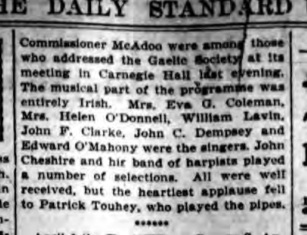 HE DAILY STANDARD
Commissioner McAdoo were among those
who addressed the Gaelic Society at its
meeting in Carnegie Hall last evening.
The musical part of the programme was
entirely Irish. Mrs. Eva G. Coleman,
Mrs. Helen O'Donnell, William Lavin,
John F. Clarke, John C. Dempsey and
Edward O'Mahony were the singers. John
Cheshire and hir band of harpists played
a number of selections. All were well
received, but the heartiest applause fell
to Patrick Touhey, who played the pipes.
******